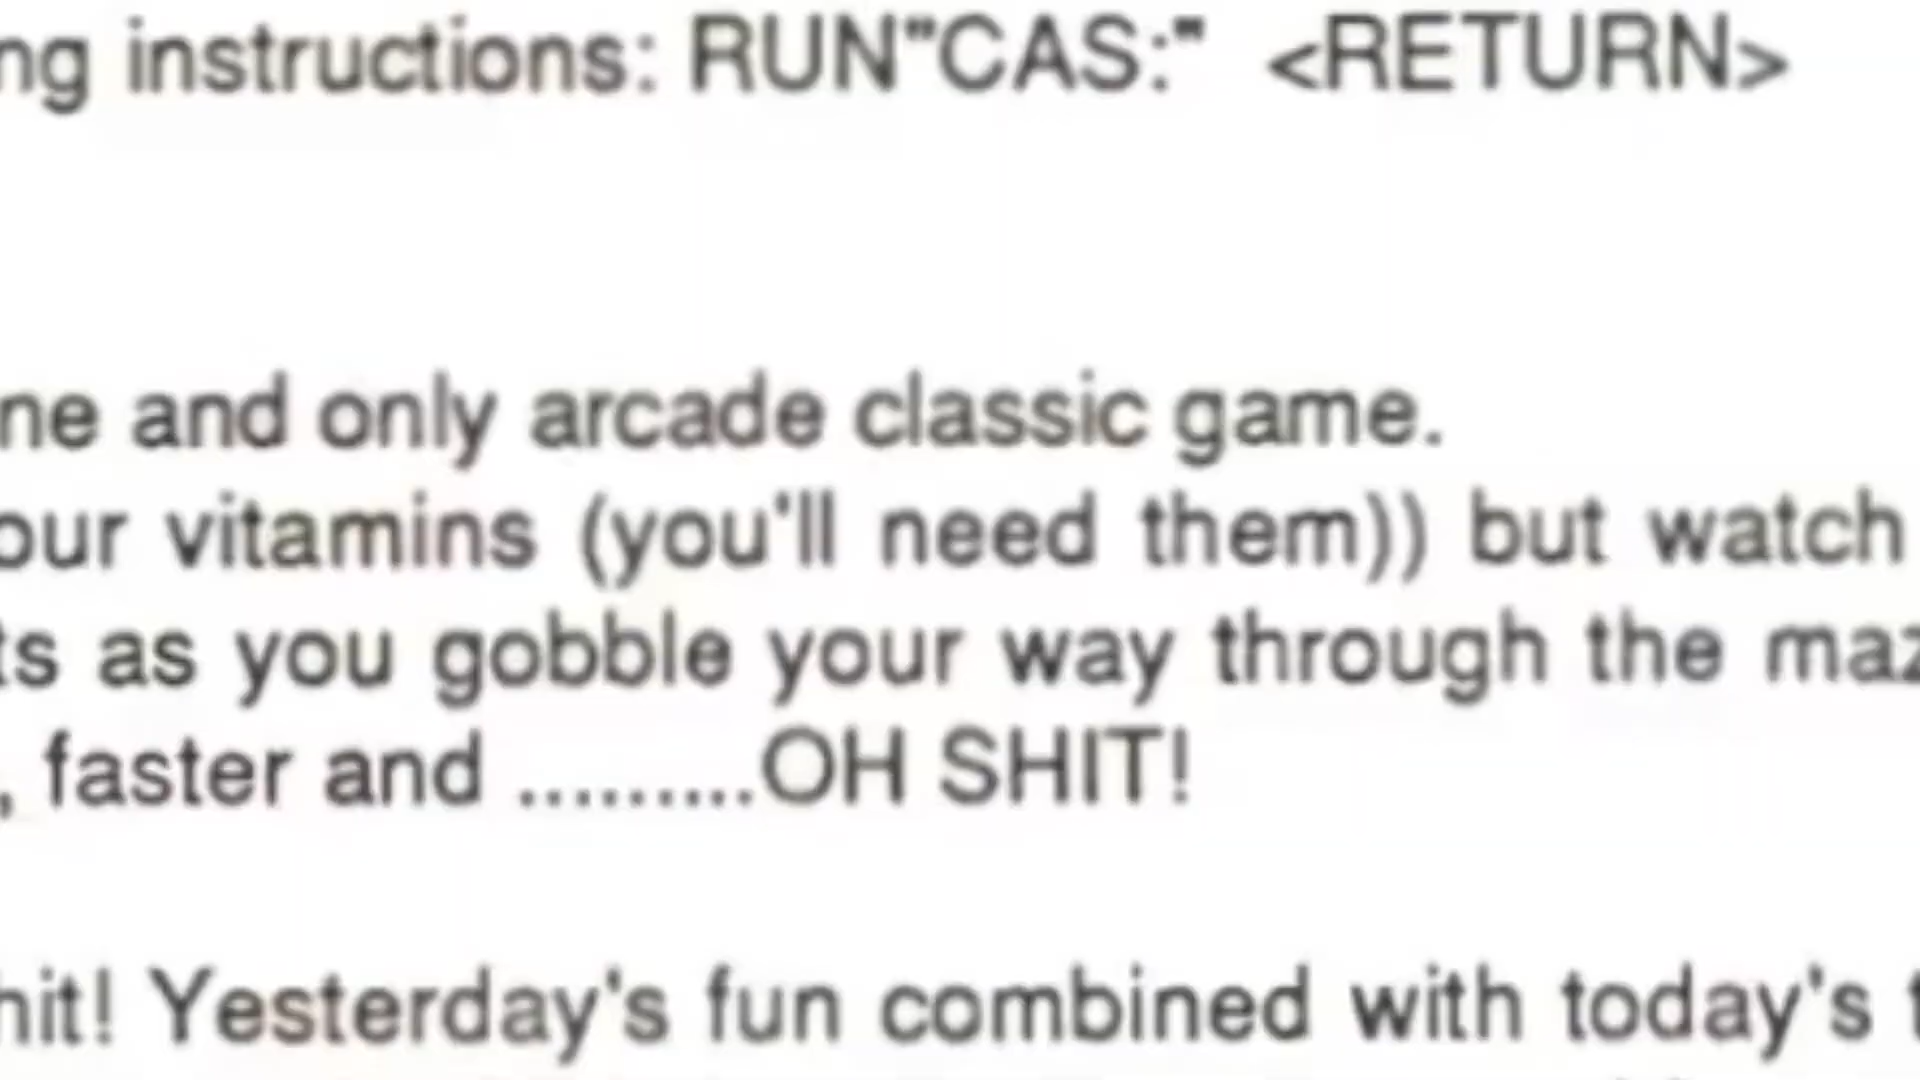 ng instructions: RUN"CAS:" <RETURN>
ne and only arcade classic game.
our vitamins (you'll need them)) but watch
ts as you gobble your way through the maz
, faster and .........OH SHIT!
hit! Yesterday's fun combined with today's t